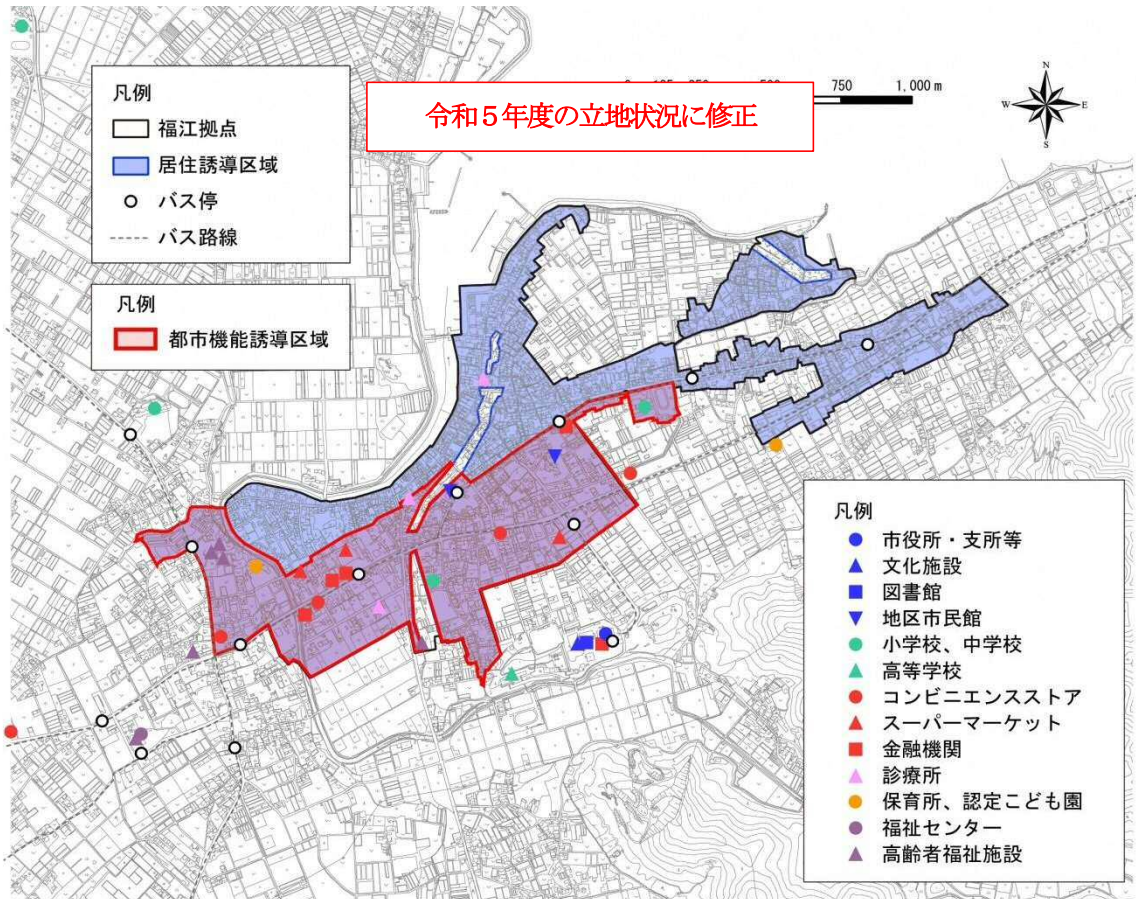 凡例
福江拠点
居住誘導区域
バス停
バス路線
凡例
都市機能誘導区域
令和５年度の立地状況に修正
750 1,000 m
N
W E
S
凡例
市役所・支所等
文化施設
図書館
地区市民館
小学校、中学校
高等学校
コンビニエンスストア
スーパーマーケット
金融機関
診療所
保育所、認定こども園
福祉センター
高齢者福祉施設